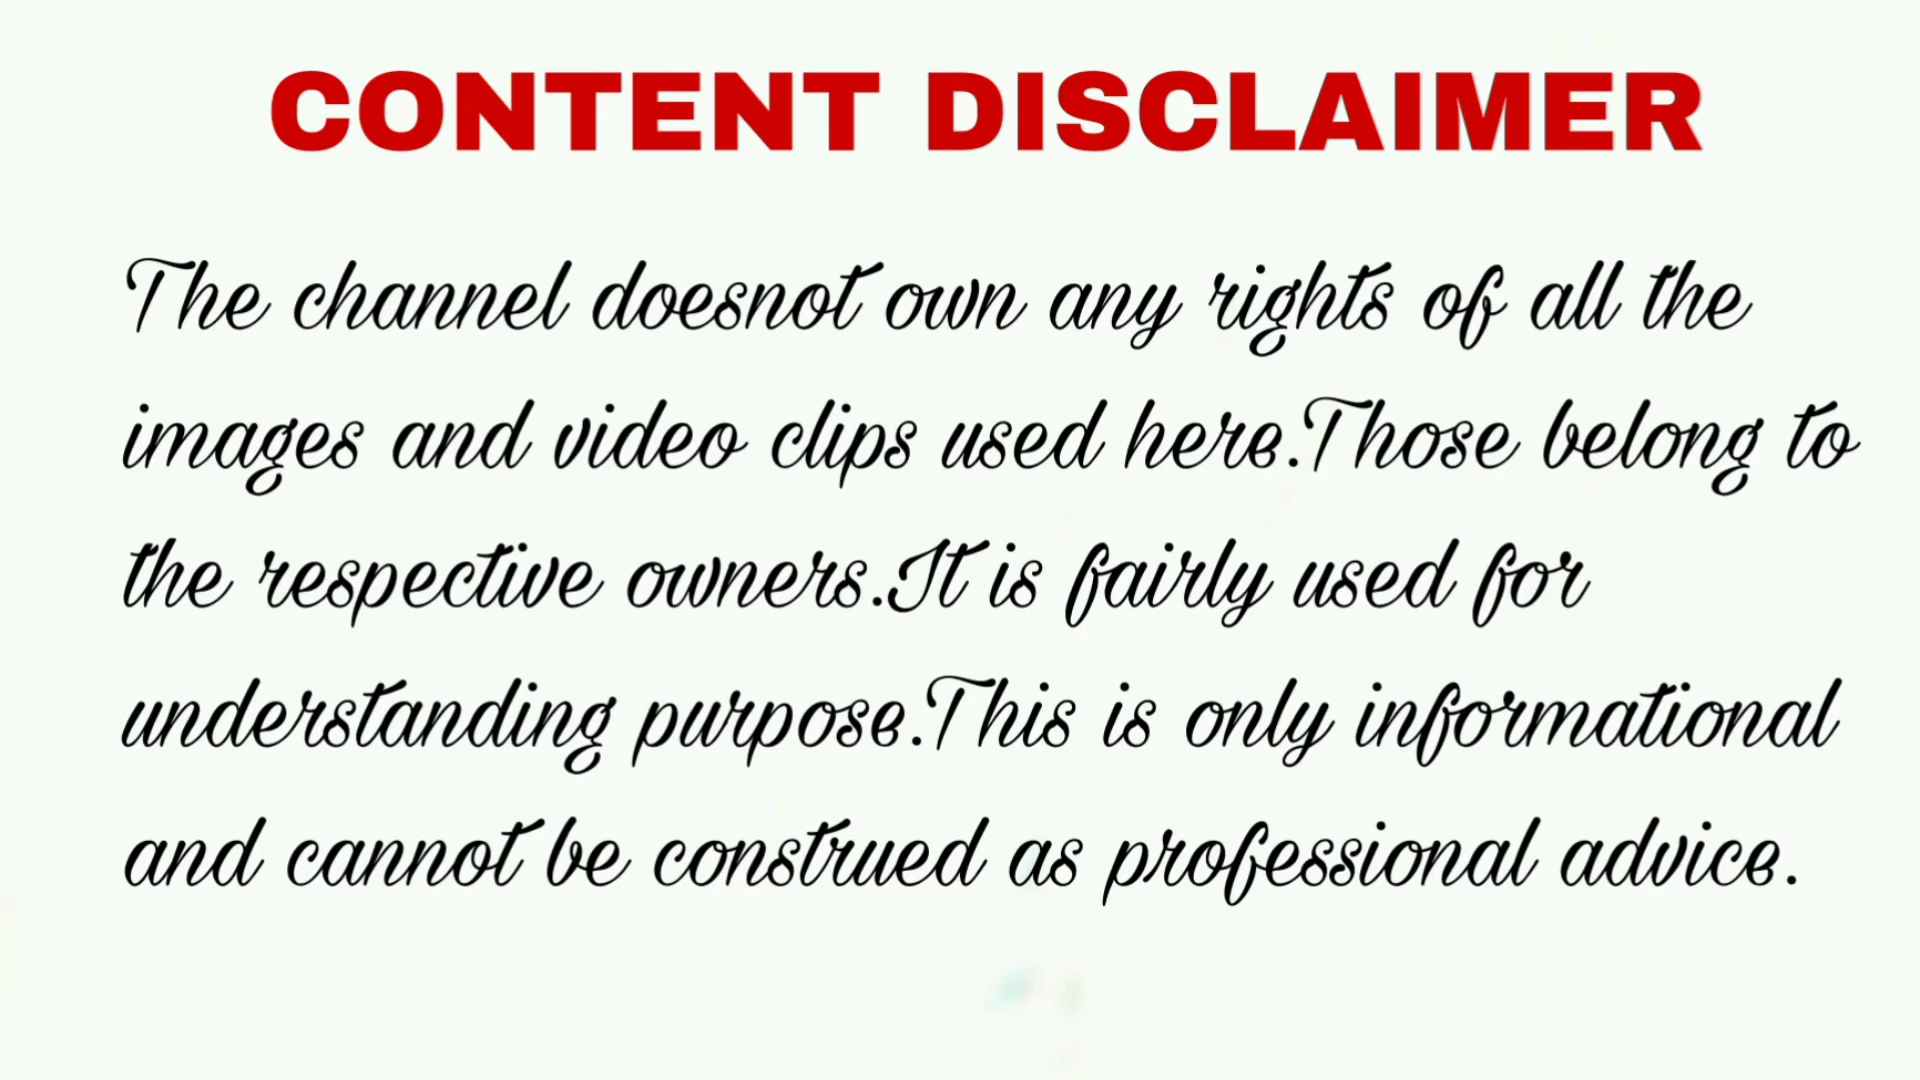 CONTENT DISCLAIMER
The channel doesnot own any rights of all the
images and video clips used here.Those belong to
the respective owners.It is fairly used for
understanding purpose.This is only informational
and cannot be construed as professional advice.